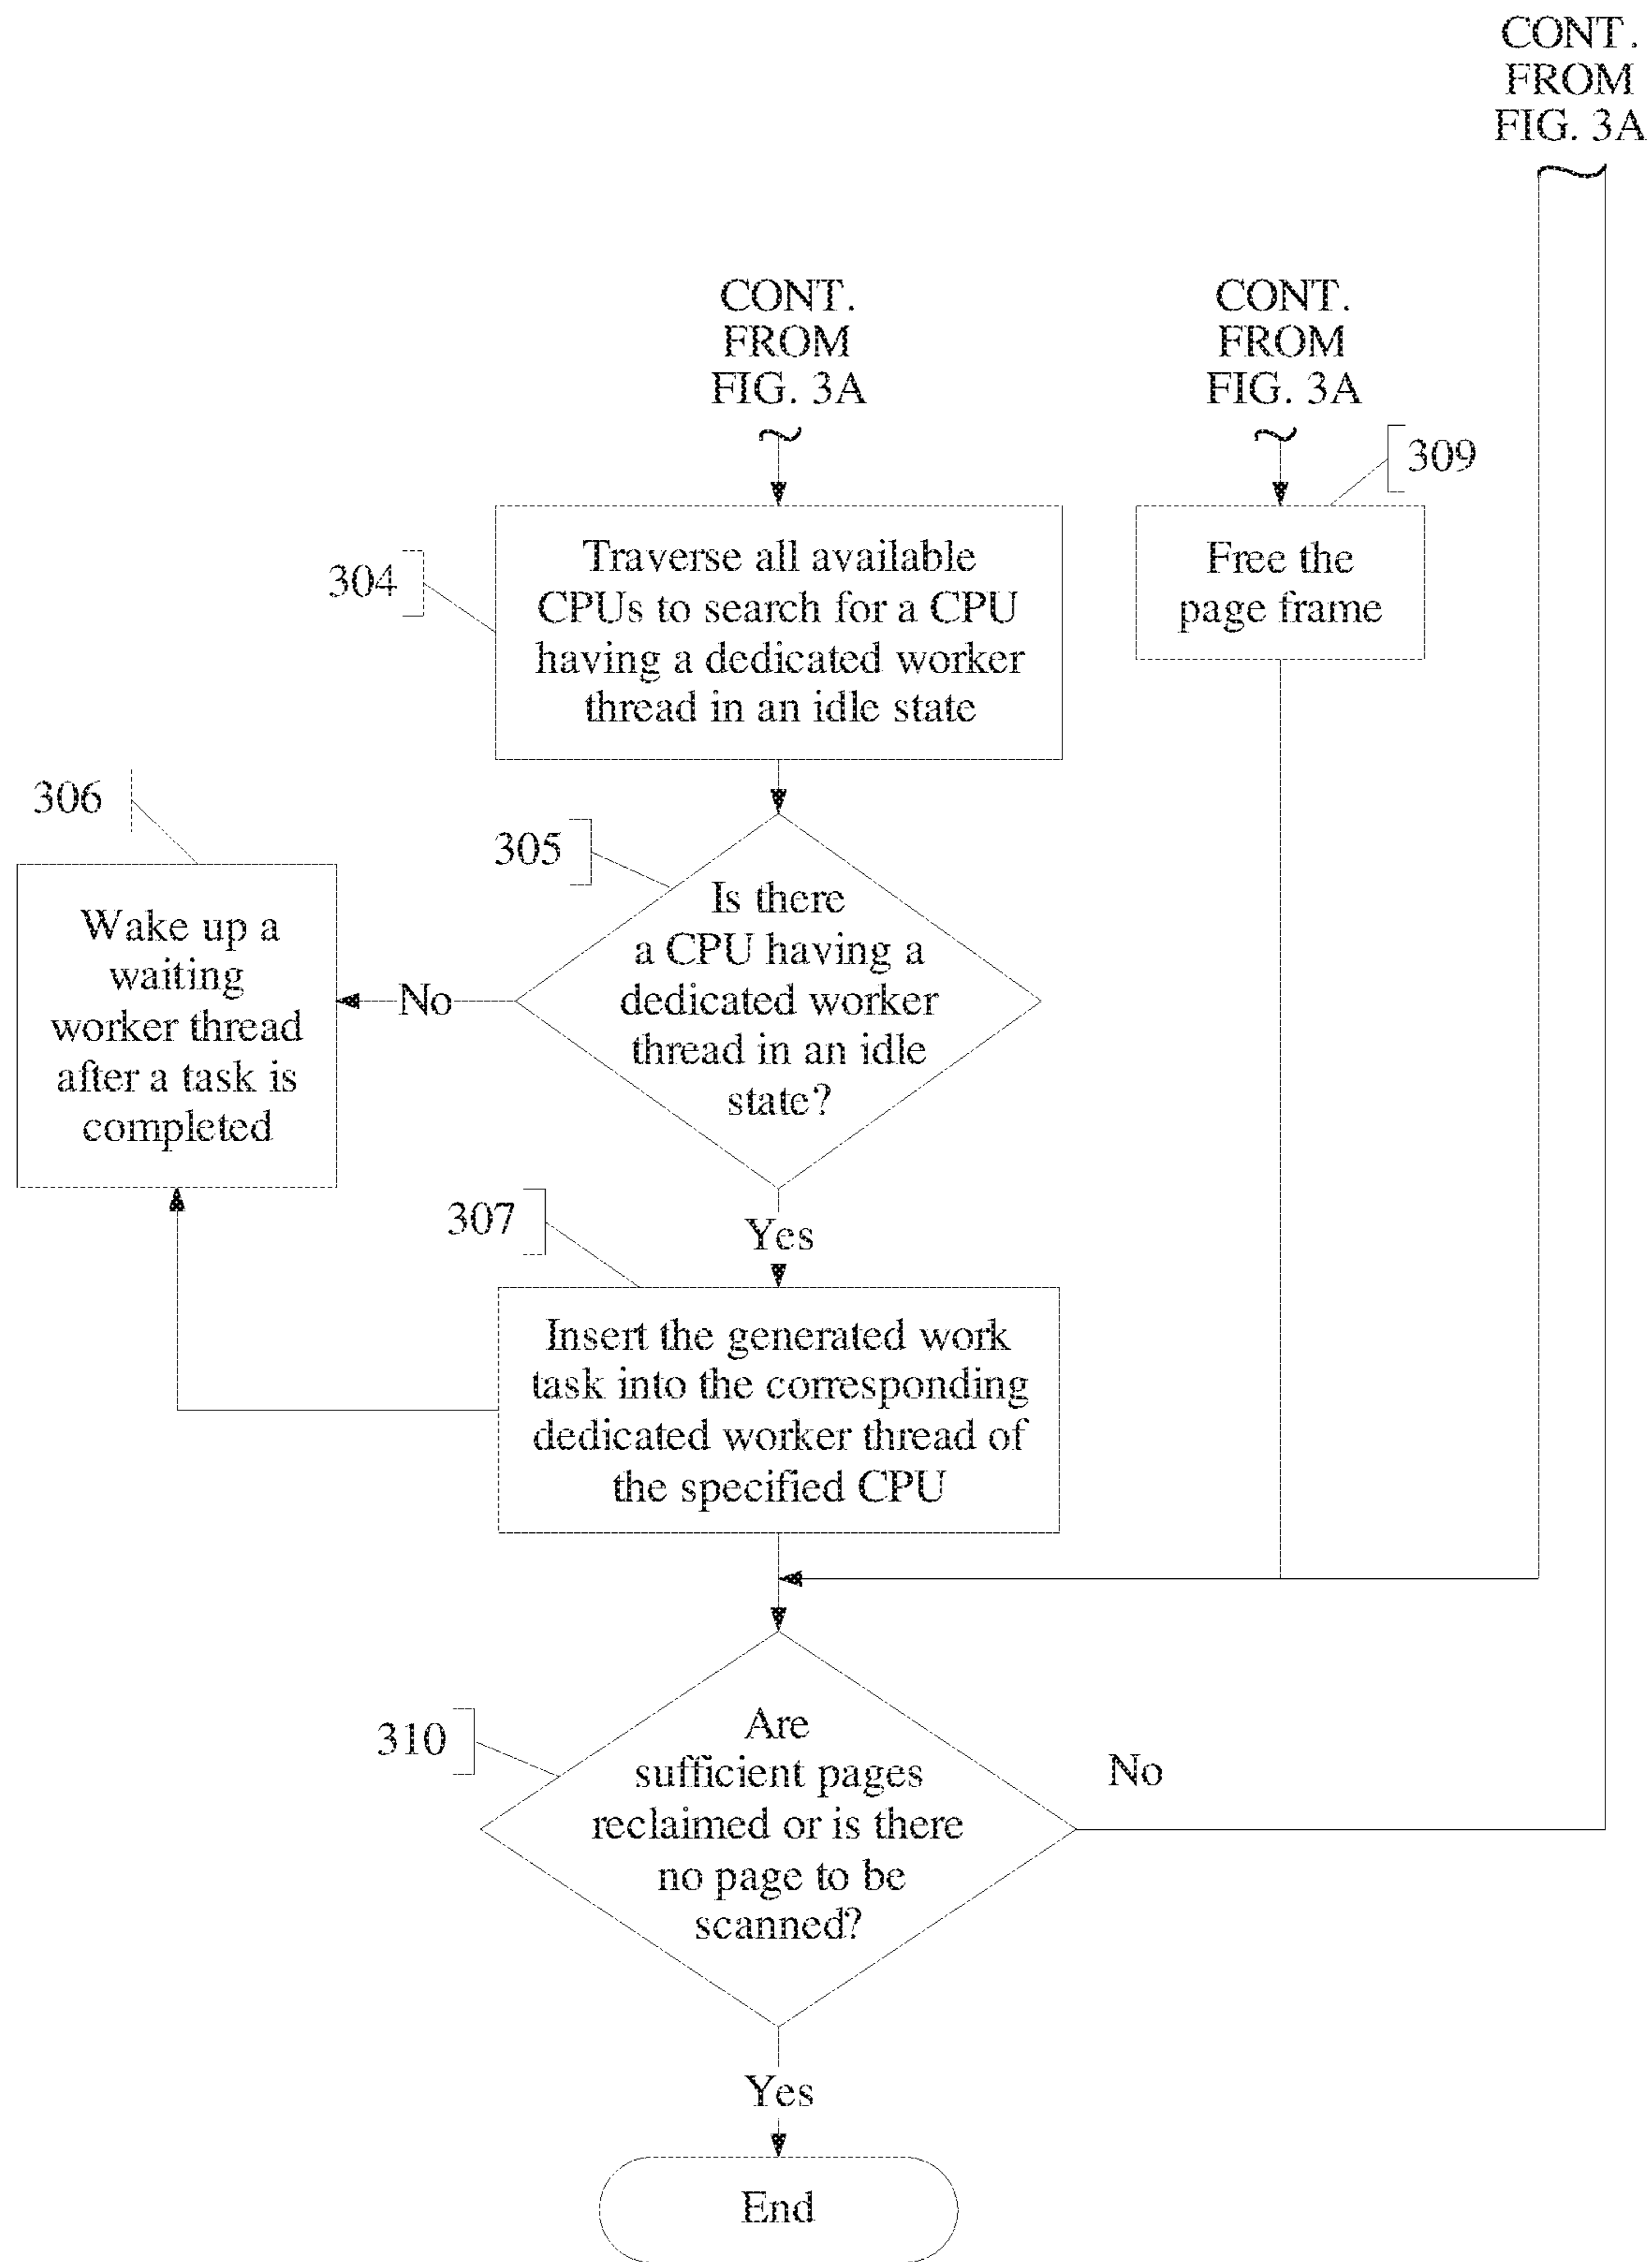 CONT.
FROM
FIG. 3A
CONT.
FROM
FIG. 3A
CONT.
FROM
FIG. 3A
309
304
Traverse all available
CPUs to search for a CPU
having a dedicated worker
thread in an idle state
Free the
page frame
306
305
Wake up a
waiting
worker thread
after a task is
completed
No
Is there
a CPU having a
dedicated worker
thread in an idle
state?
307
Yes
Insert the generated work
task into the corresponding
dedicated worker thread of
the specified CPU
310
Are
sufficient pages
reclaimed or is there
no page to be
scanned?
No
Yes
End